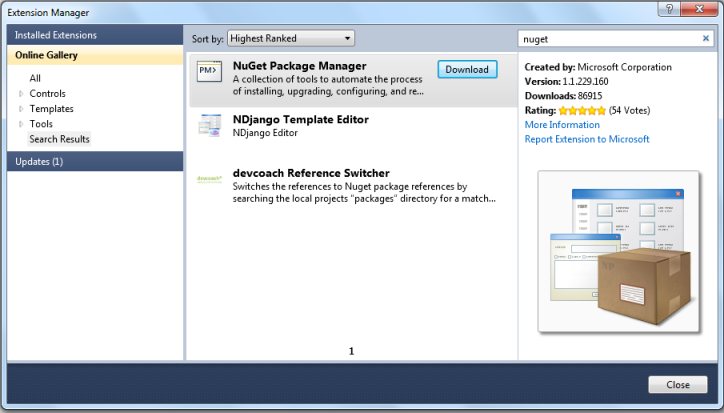 Extension Manager
Installed Extensions
Online Gallery
All
Controls
Templates
Tools
Search Results
Updates (1)
Sort by: Highest Ranked
PM>
NuGet Package Manager
A collection of tools to automate the process
of installing, upgrading, configuring, and re...
Download
NDjango Template Editor
NDjango Editor
devcoach®
devcoach Reference Switcher
Switches the references to Nuget package references by
searching the local projects "packages" directory for a match...
1
nuget
Created by: Microsoft Corporation
Version: 1.1.229.160
Downloads: 86915
Rating: (54 Votes)
More Information
Report Extension to Microsoft
Close